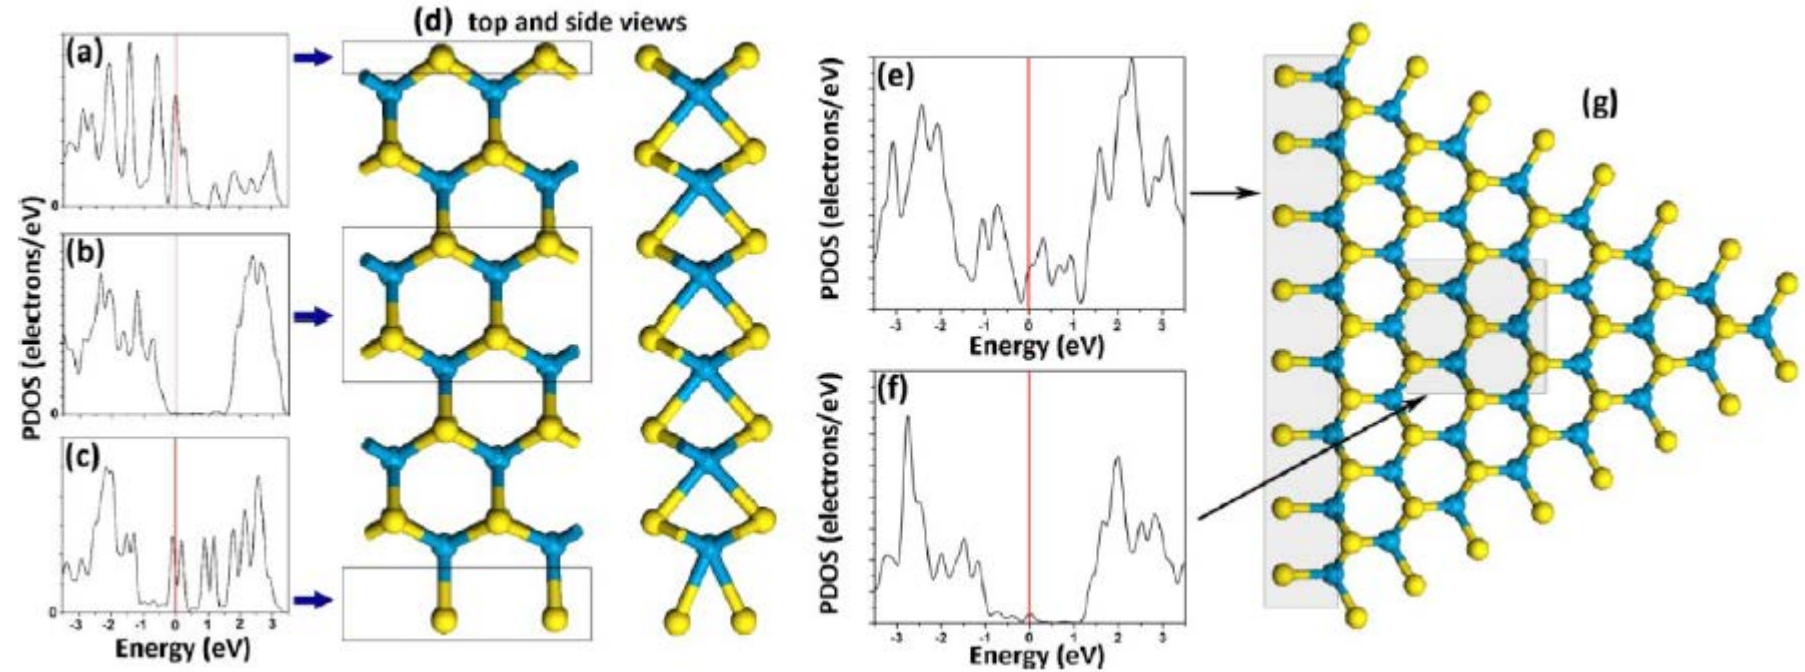 (d) top and side views
(a)
0
(b)
0
(c)
0
-3 -2 -1 0 1 2 3
Energy (eV)
PDOS (electrons/eV)
(e)
PDOS (electrons/eV)
-3 -2 -1 0 1 2 3
Energy (eV)
(f)
PDOS (electrons/eV)
-3 -2 -1 0 1 2 3
Energy (eV)
(g)